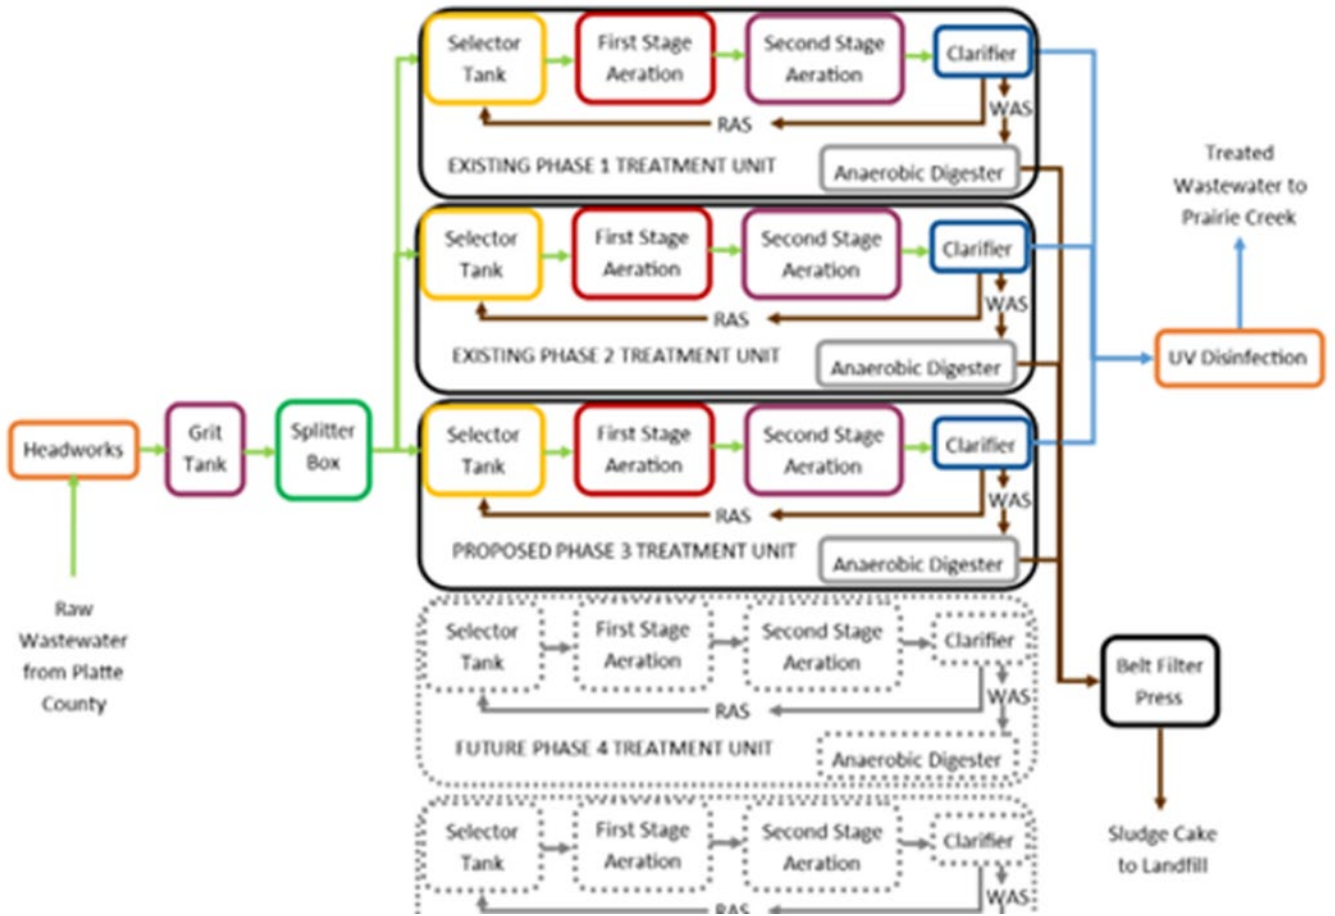 Selector
Tank
First Stage
Aeration
Second Stage
Aeration
Clarifier
WAS
RAS
EXISTING PHASE 1 TREATMENT UNIT
Anaerobic Digester
Selector
Tank
First Stage
Aeration
Second Stage
Aeration
Clarifier
WAS
RAS
EXISTING PHASE 2 TREATMENT UNIT
Anaerobic Digester
Treated
Wastewater to
Prairie Creek
UV Disinfection
Headworks
Grit
Tank
Splitter
Box
Selector
Tank
First Stage
Aeration
Second Stage
Aeration
Clarifier
WAS
RAS
PROPOSED PHASE 3 TREATMENT UNIT
Anaerobic Digester
Raw
Wastewater
from Platte
County
Selector
Tank
First Stage
Aeration
Second Stage
Aeration
Clarifier
WAS
RAS
FUTURE PHASE 4 TREATMENT UNIT
Anaerobic Digester
Belt Filter
Press
Sludge Cake
to Landfill
Selector
Tank
First Stage
Aeration
Second Stage
Aeration
Clarifier
WAS
RAS